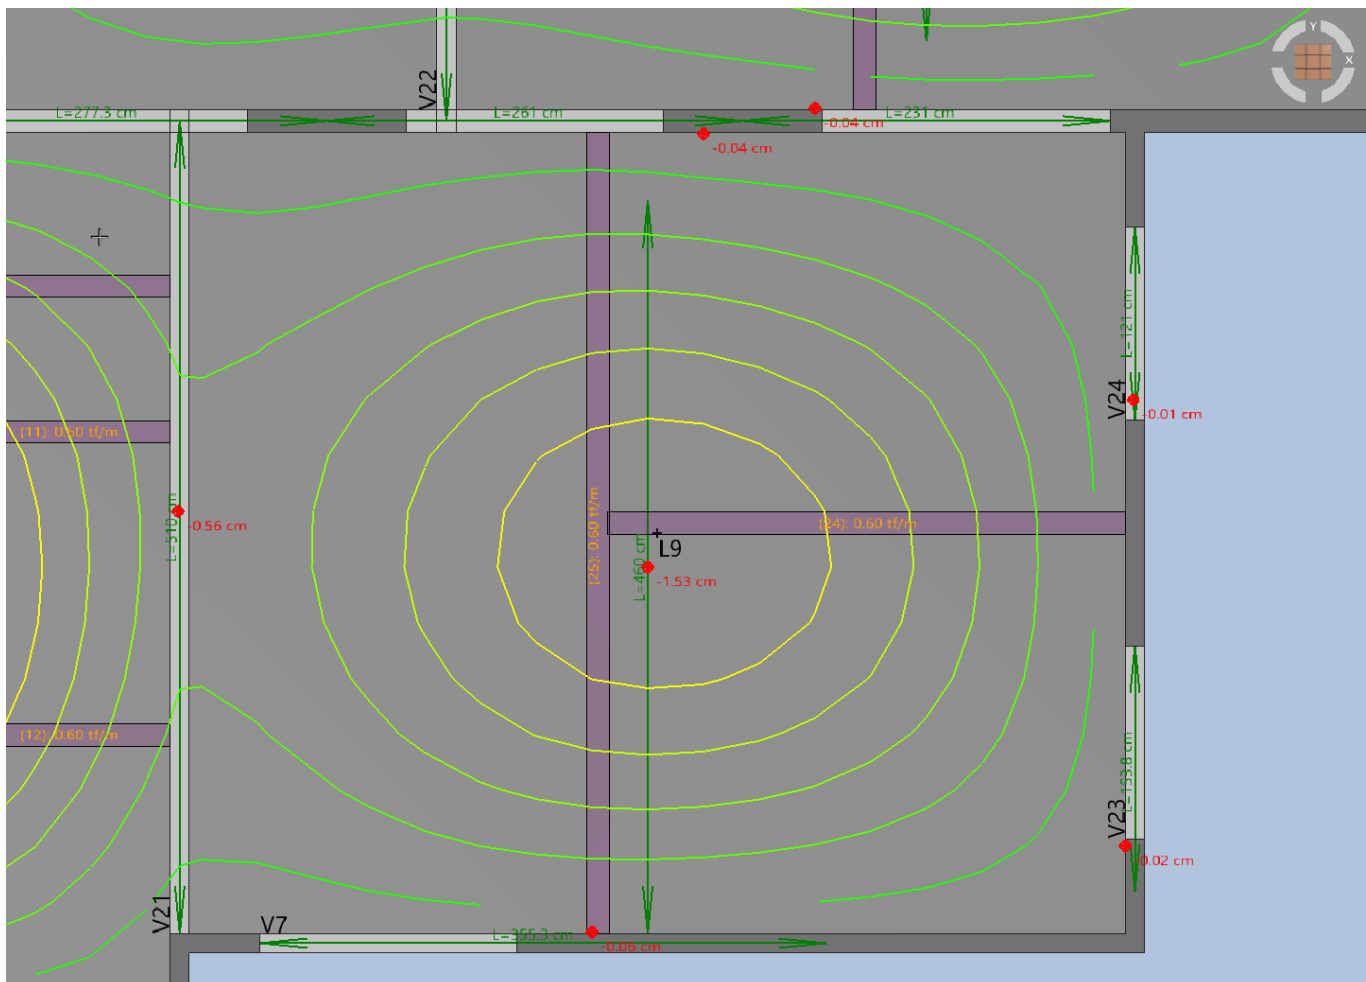 Y
X
V22
L=277.3 cm
L=261
-0.04 cm
L=231
-0.04 cm
L=121 cm
V24
-0.01 cm
(11): 0.60 tf/m
L=510 cm
-0.56 cm
(25): 0.60 tf/m
(24): 0.60 tf/m
L9
L=460 cm
-1.53 cm
(12): 0.60 tf/m
L=153.8 cm
V23
-0.02 cm
V21
V7
L=355.3 cm
-0.06 cm